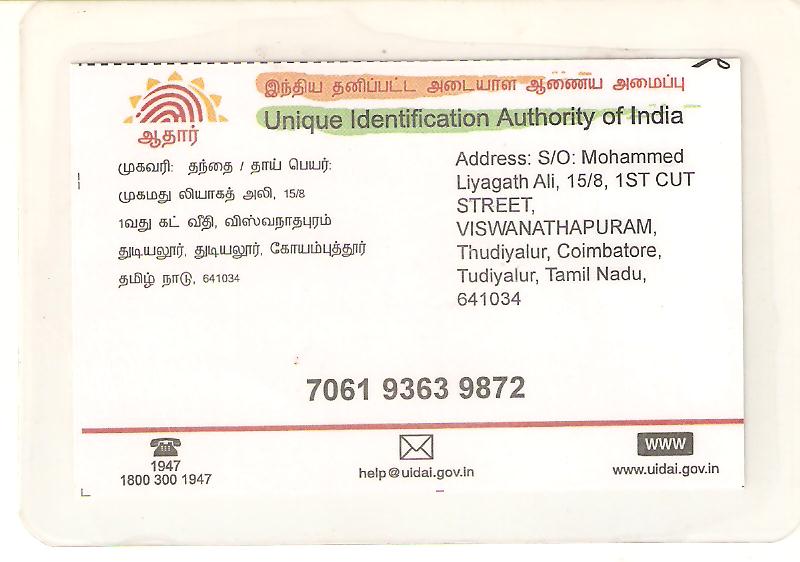 இந்திய தனிப்பட்ட அடையாள ஆணைய அமைப்பு
Unique Identification Authority of India
ஆதார்
முகவரி: தந்தை / தாய் பெயர்:
முகமது லியாகத் அலி, 15/8
1வது கட் வீதி, விஸ்வநாதபுரம்
துடியலூர், துடியலூர், கோயம்புத்தூர்
தமிழ் நாடு, 641034
Address: S/O: Mohammed
Liyagath Ali, 15/8, 1ST CUT
STREET,
VISWANATHAPURAM,
Thudiyalur, Coimbatore,
Tudiyalur, Tamil Nadu,
641034
7061 9363 9872
1947
1800 300 1947
help@uidai.gov.in
WWW
www.uidai.gov.in